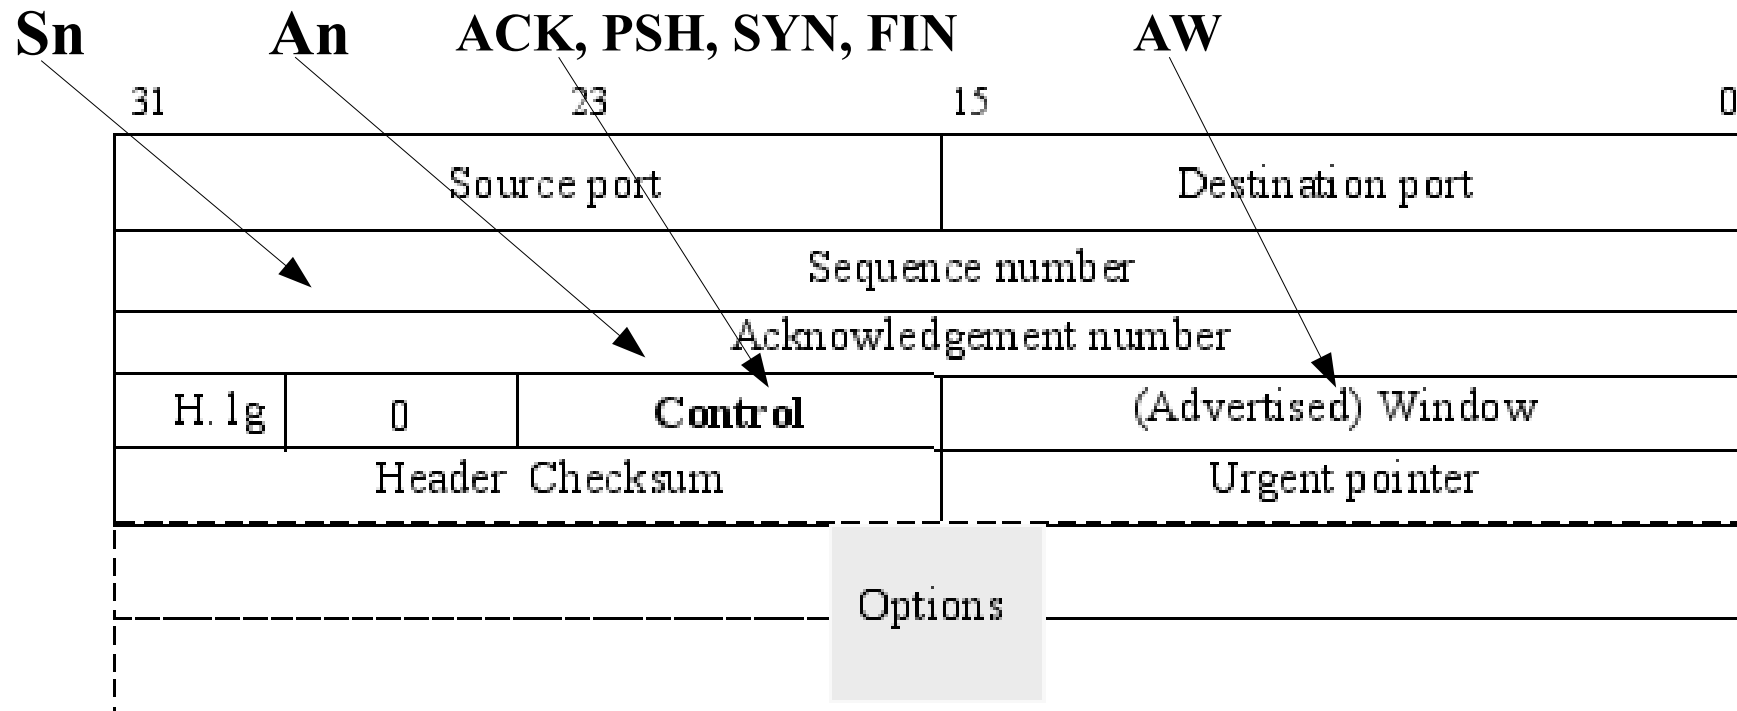 Sn An ACK, PSH, SYN, FIN AW
31 23 15 0
Source port Destination port
Sequence number
Acknowledgement number
H. lg 0 Control (Advertised) Window
Header Checksum Urgent pointer
Options